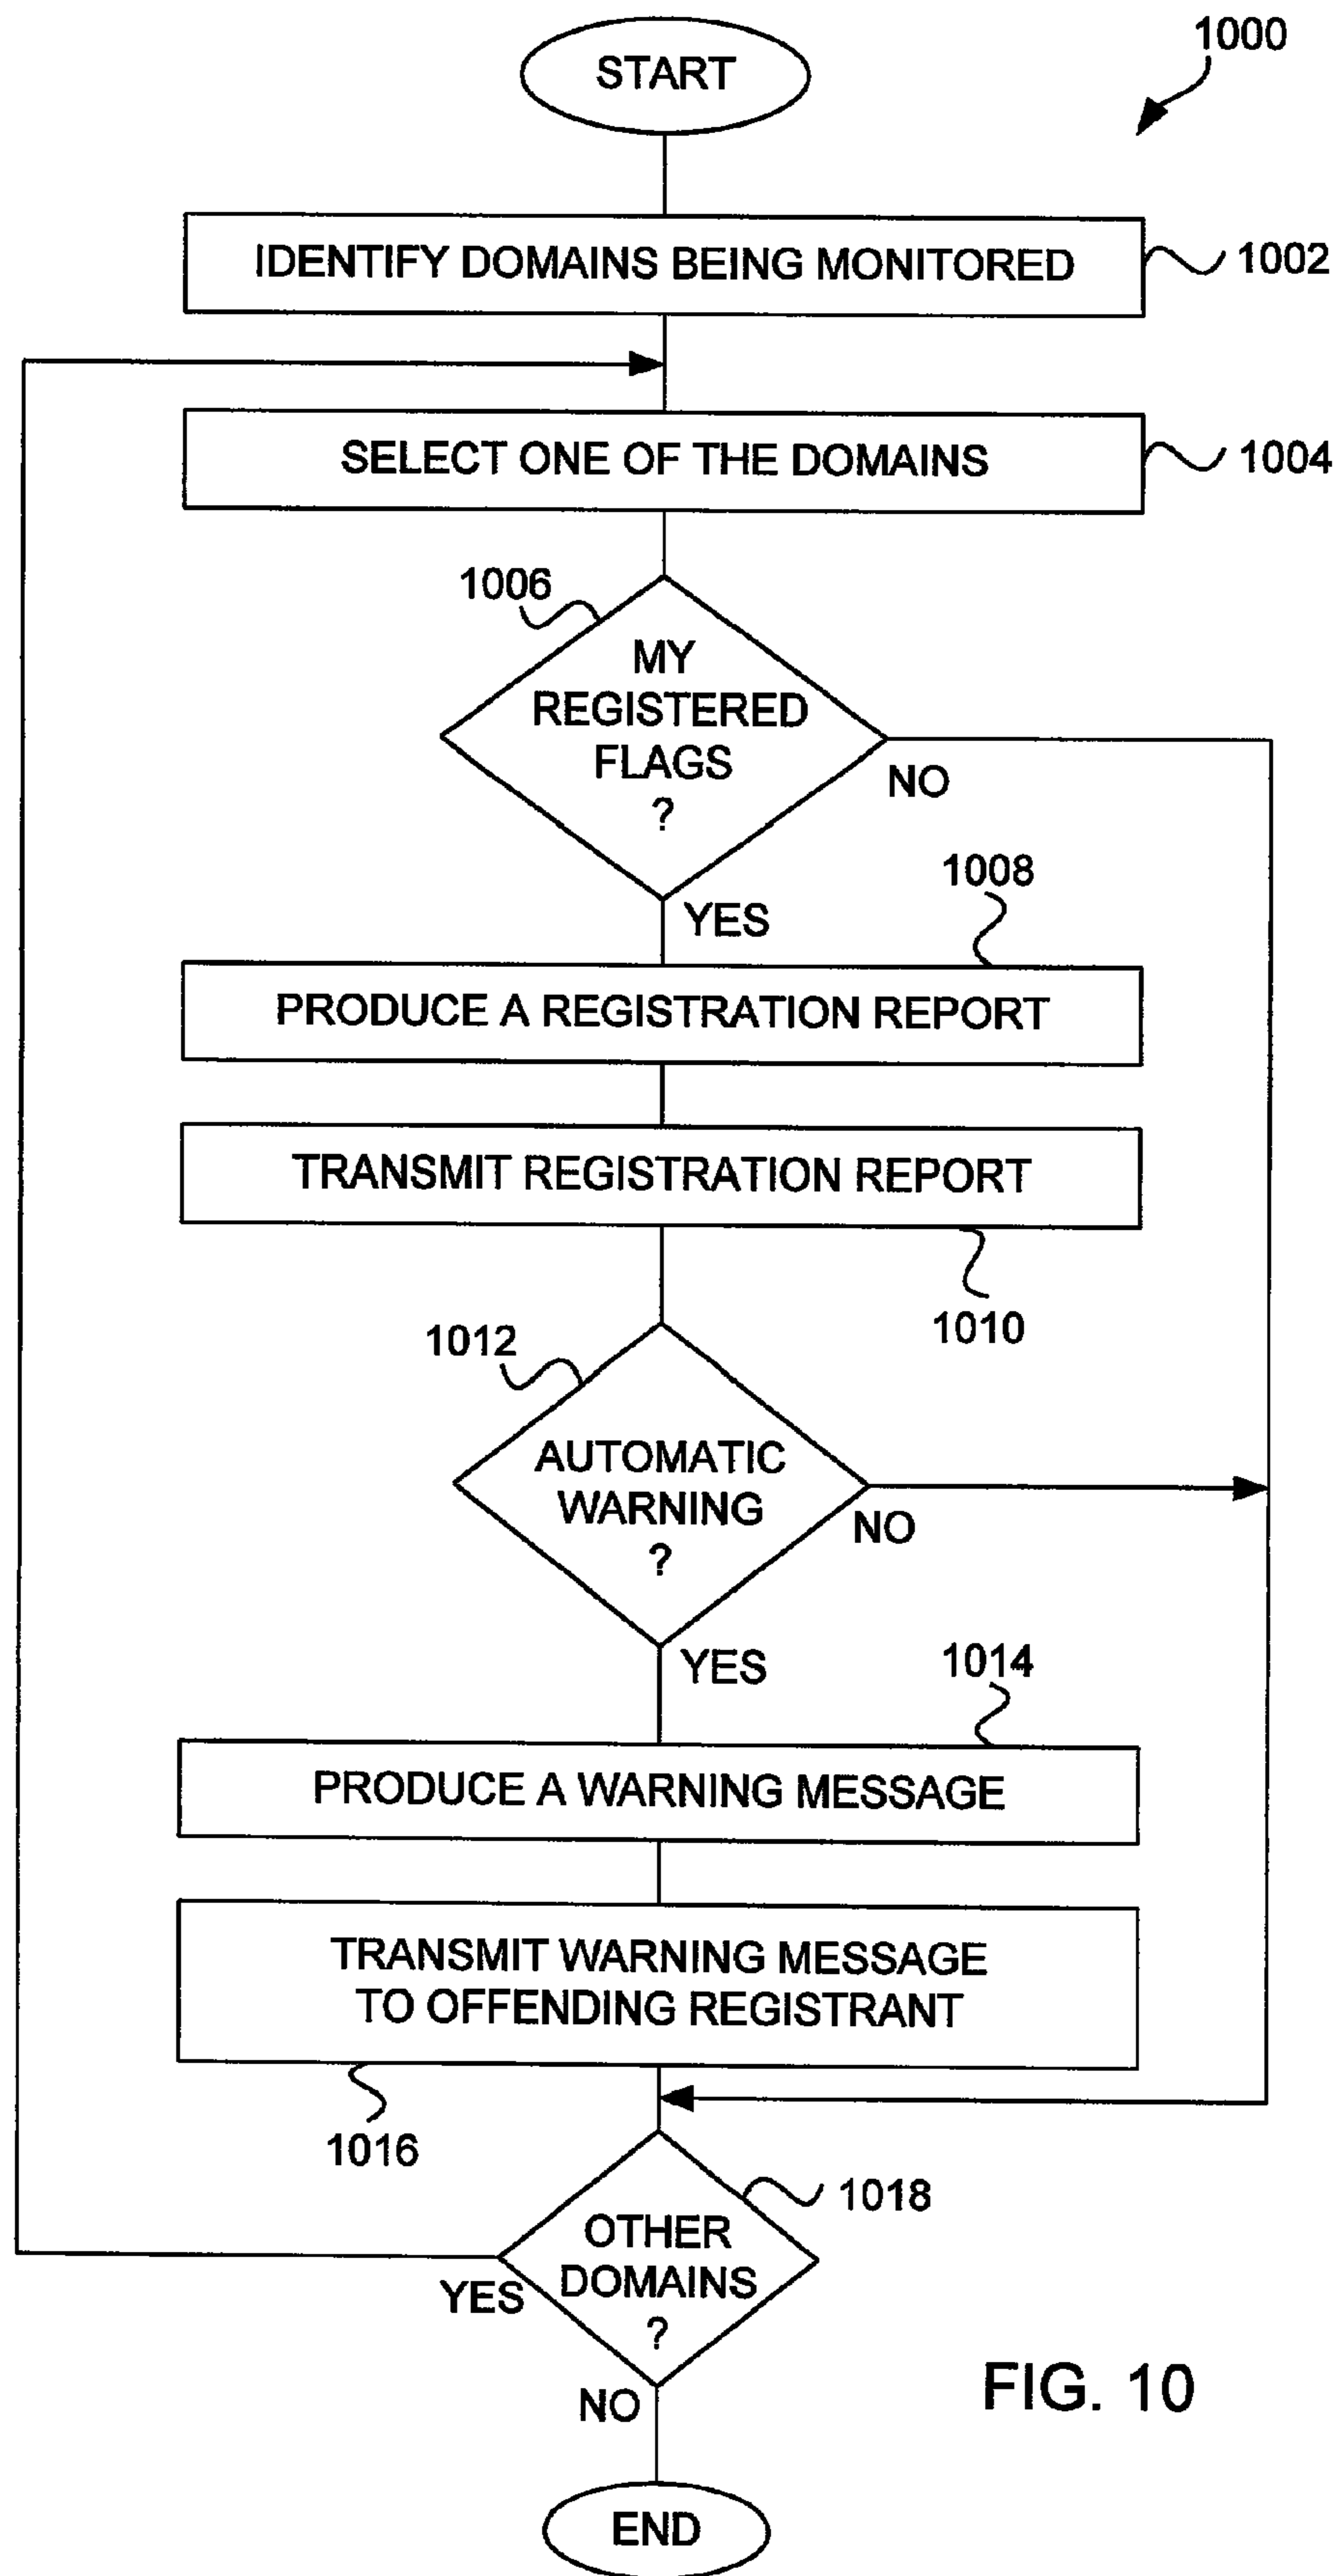 1000
START
IDENTIFY DOMAINS BEING MONITORED
1002
SELECT ONE OF THE DOMAINS
1004
1006
MY
REGISTERED
FLAGS
?
NO
YES
1008
PRODUCE A REGISTRATION REPORT
TRANSMIT REGISTRATION REPORT
1010
1012
AUTOMATIC
WARNING
?
NO
YES
1014
PRODUCE A WARNING MESSAGE
TRANSMIT WARNING MESSAGE
TO OFFENDING REGISTRANT
1016
1018
OTHER
DOMAINS
?
YES
NO
FIG. 10
END